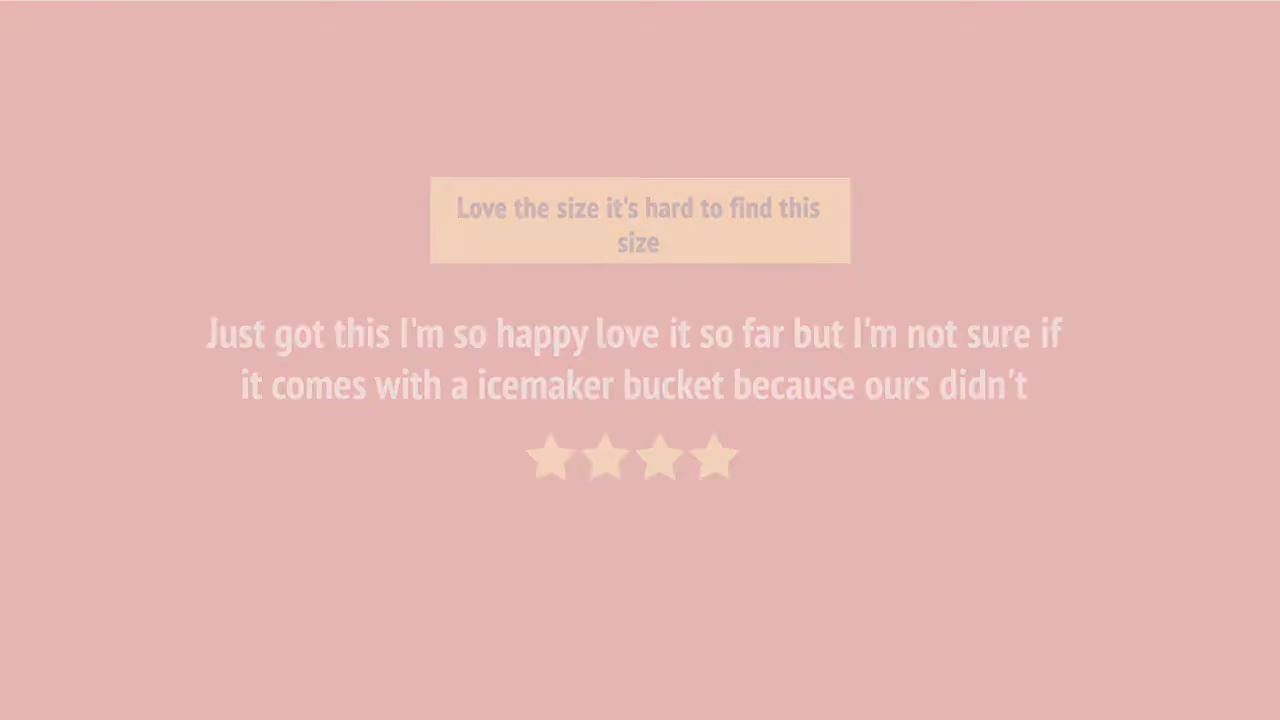 Love the size it's hard to find this
size
Just got this I'm so happy love it so far but I'm not sure if
it comes with a icemaker bucket because ours didn't